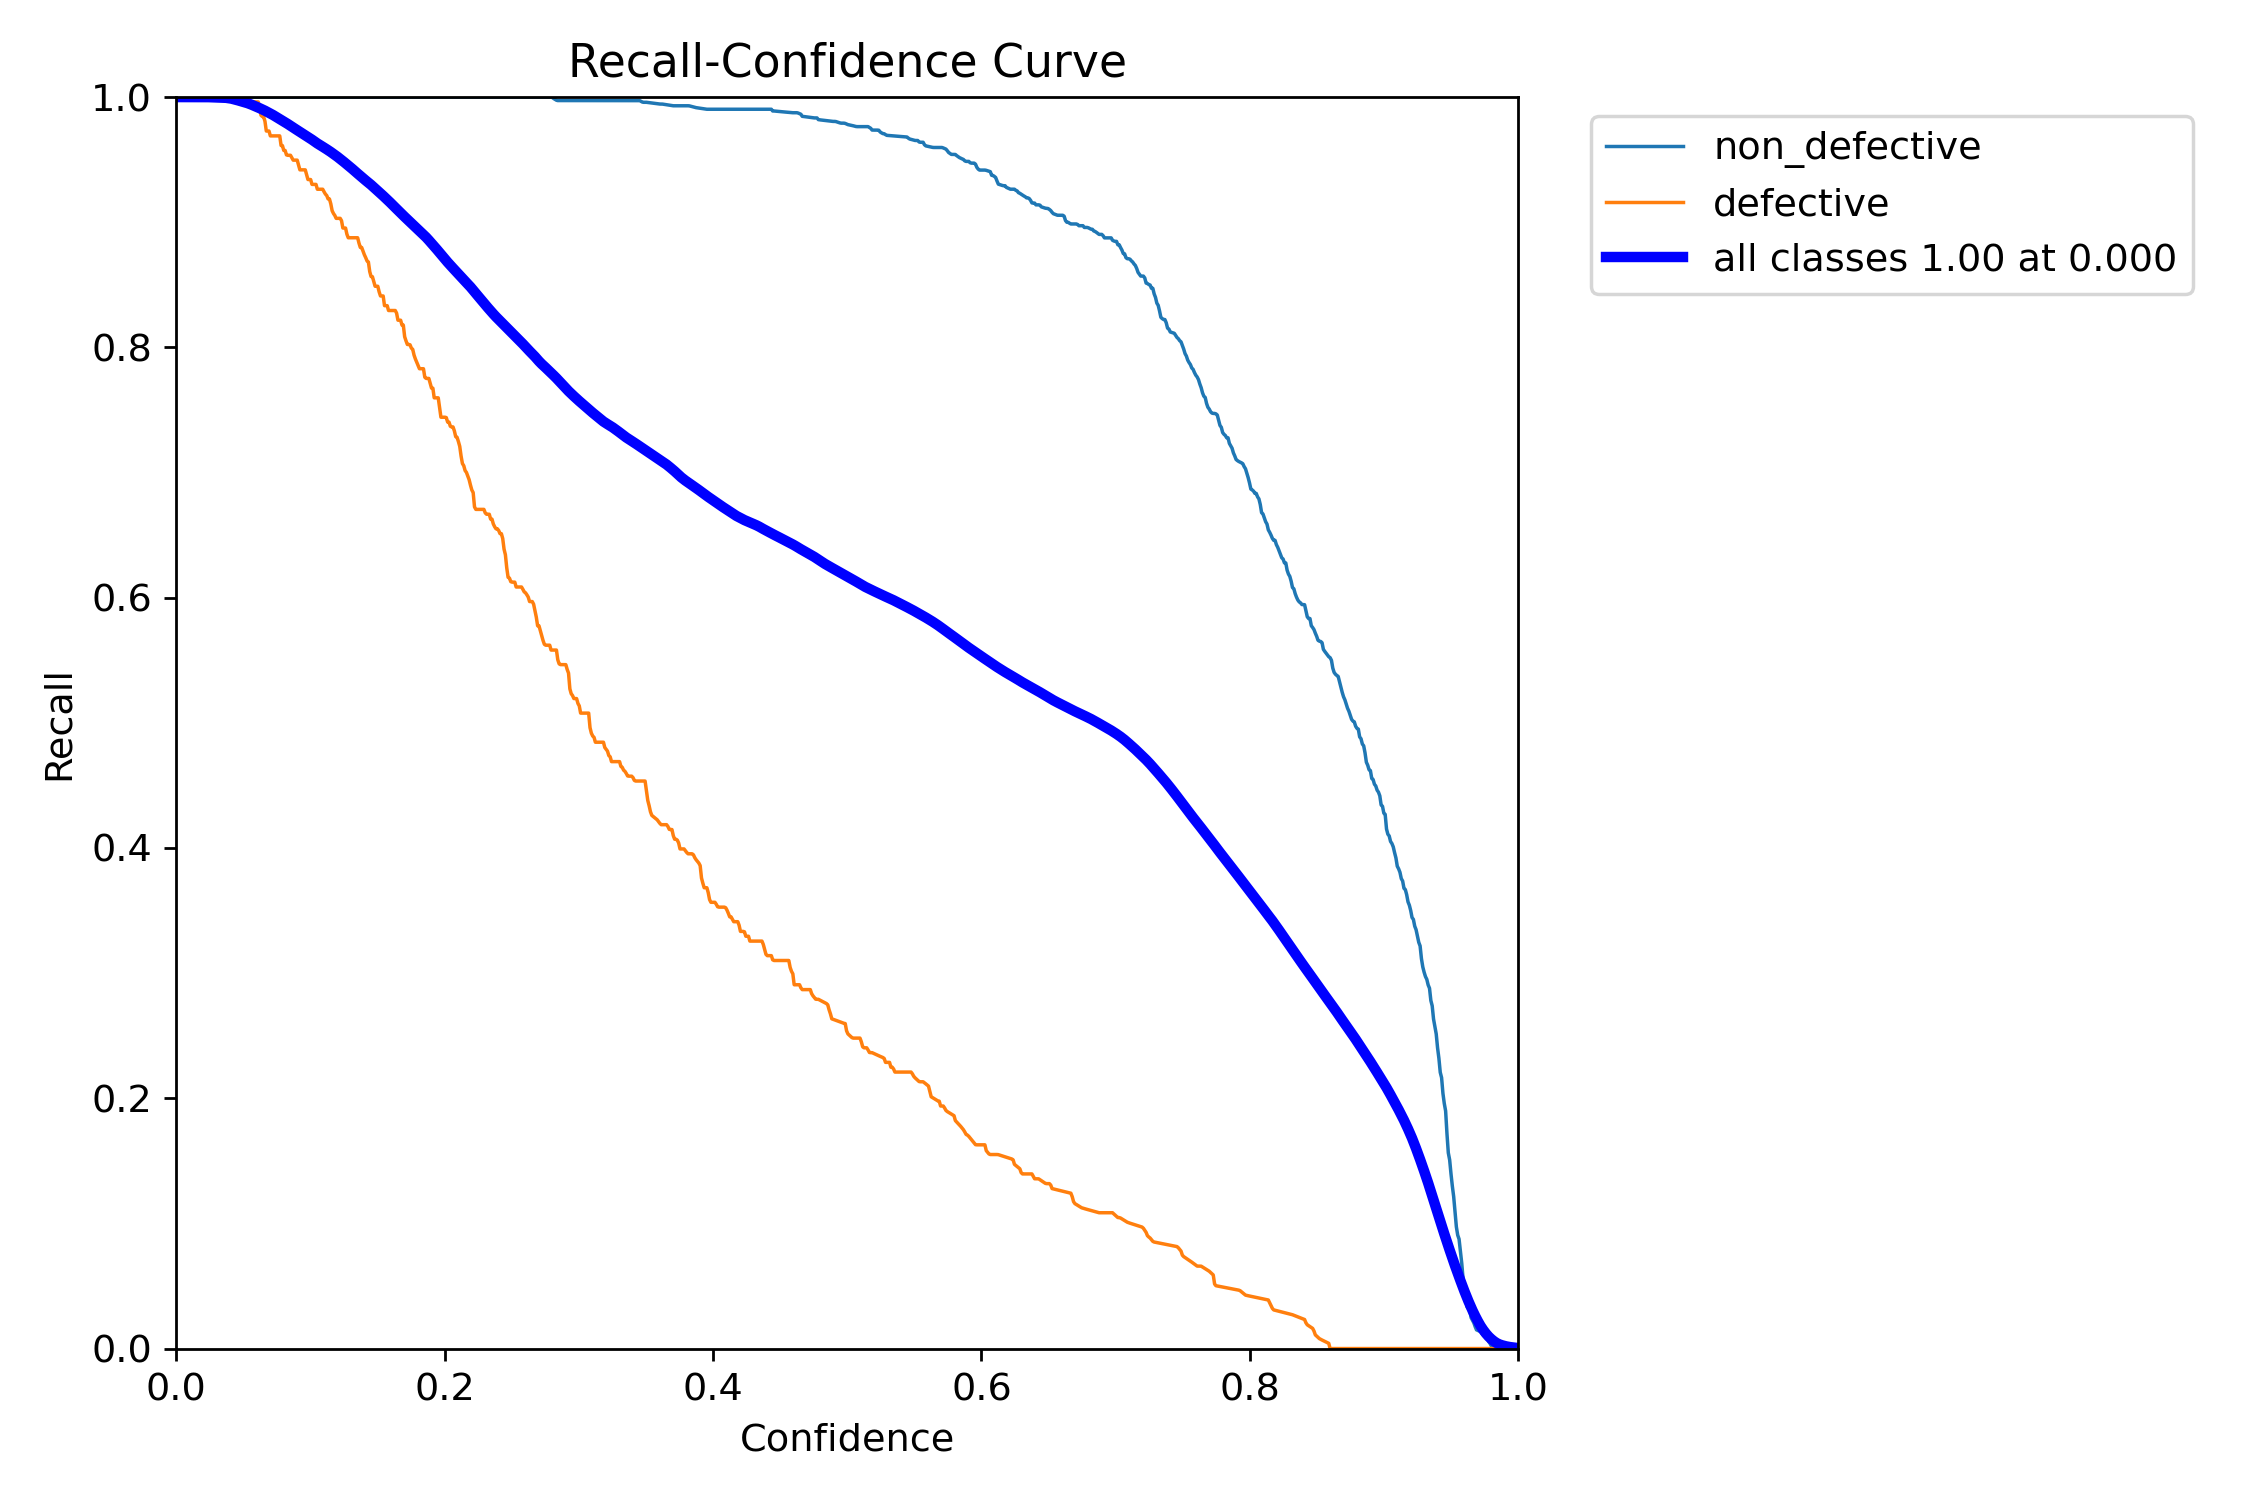 Recall-Confidence Curve
1.0
0.8
0.6
0.4
0.2
0.0
Recall
0.0 0.2 0.4 0.6 0.8 1.0
Confidence
non_defective
defective
all classes 1.00 at 0.000